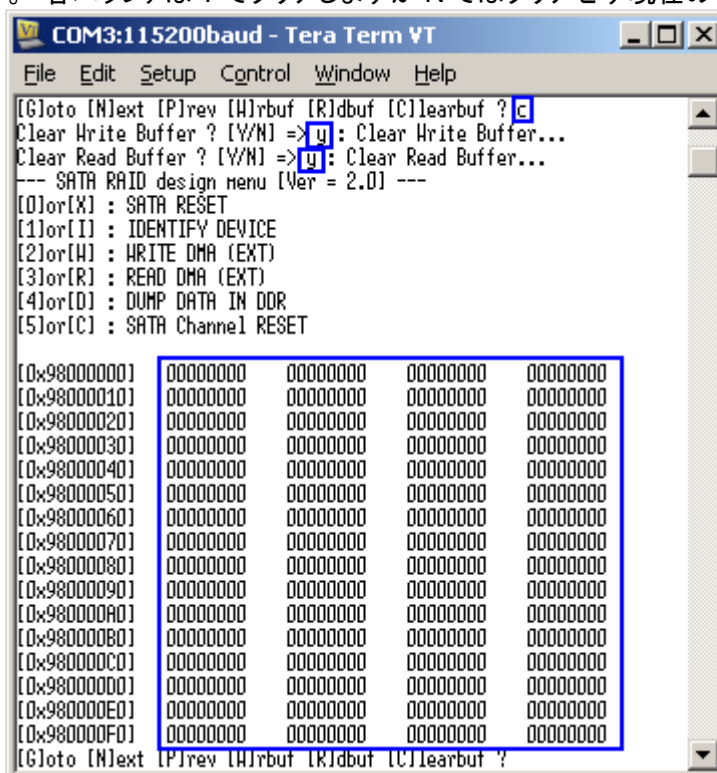 COM3:115200baud - Tera Term VT
File Edit Setup Control Window Help
[G]oto [N]ext [P]rev [W]rbuf [R]dbuf [C]learbuf ? c
Clear Write Buffer ? [Y/N] => y : Clear Write Buffer...
Clear Read Buffer ? [Y/N] => y : Clear Read Buffer...
--- SATA RAID design menu [Ver = 2.0] ---
[0]or[X] : SATA RESET
[1]or[I] : IDENTIFY DEVICE
[2]or[W] : WRITE DMA (EXT)
[3]or[R] : READ DMA (EXT)
[4]or[D] : DUMP DATA IN DDR
[5]or[C] : SATA Channel RESET
[0x98000000] 00000000 00000000 00000000 00000000
[0x98000010] 00000000 00000000 00000000 00000000
[0x98000020] 00000000 00000000 00000000 00000000
[0x98000030] 00000000 00000000 00000000 00000000
[0x98000040] 00000000 00000000 00000000 00000000
[0x98000050] 00000000 00000000 00000000 00000000
[0x98000060] 00000000 00000000 00000000 00000000
[0x98000070] 00000000 00000000 00000000 00000000
[0x98000080] 00000000 00000000 00000000 00000000
[0x98000090] 00000000 00000000 00000000 00000000
[0x980000A0] 00000000 00000000 00000000 00000000
[0x980000B0] 00000000 00000000 00000000 00000000
[0x980000C0] 00000000 00000000 00000000 00000000
[0x980000D0] 00000000 00000000 00000000 00000000
[0x980000E0] 00000000 00000000 00000000 00000000
[0x980000F0] 00000000 00000000 00000000 00000000
[G]oto [N]ext [P]rev [W]rbuf [R]dbuf [C]learbuf ?